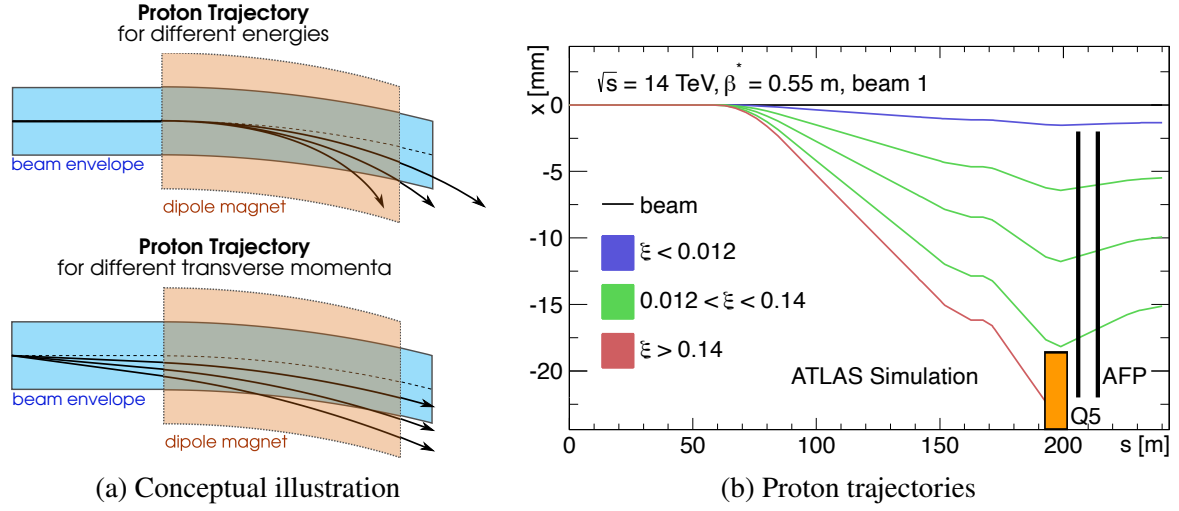 Proton Trajectory
for different energies
beam envelope
dipole magnet
Proton Trajectory
for different transverse momenta
beam envelope
dipole magnet
(a) Conceptual illustration
x [mm]
0
-5
-10
-15
-20
√s = 14 TeV, β* = 0.55 m, beam 1
beam
ξ < 0.012
0.012 < ξ < 0.14
ξ > 0.14
ATLAS Simulation
AFP
Q5
0 50 100 150 200
s [m]
(b) Proton trajectories